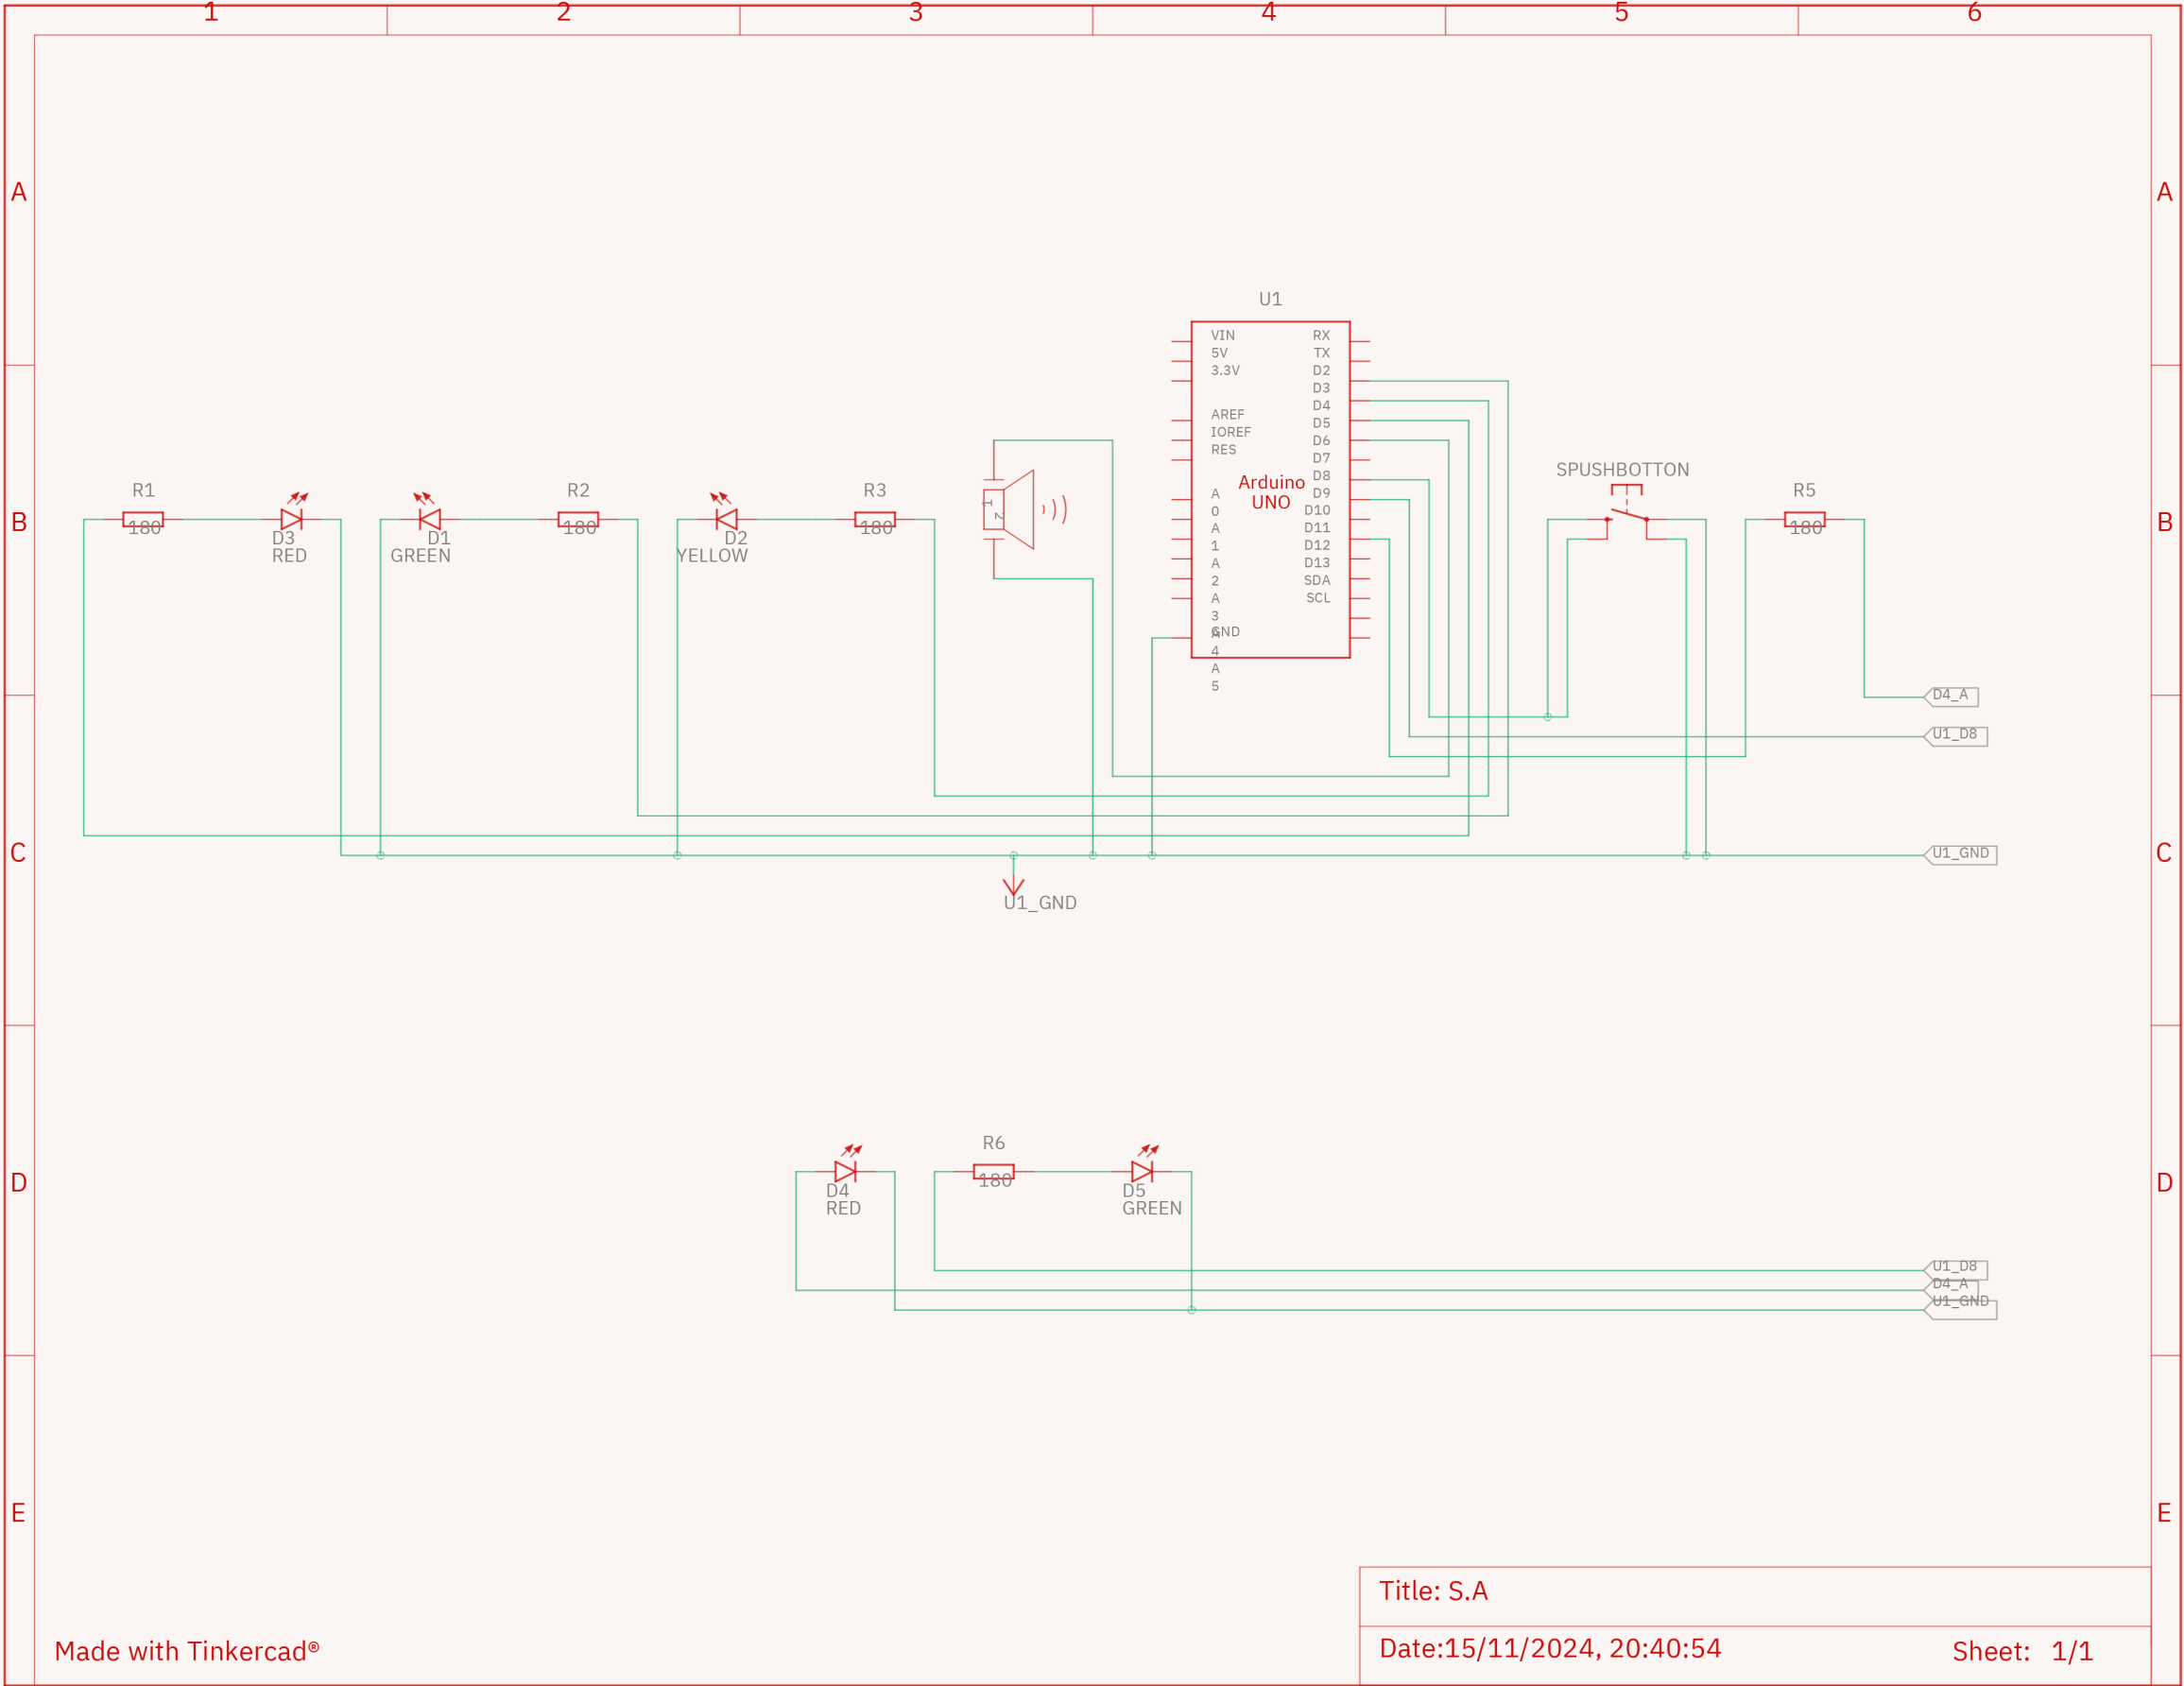 1 2 3 4 5 6
A A
U1
VIN RX
5V TX
3.3V D2
D3
D4
AREF D5
IOREF D6
RES D7
D8
Arduino
UNO
A D9
0 D10
A D11
1 D12
A D13
2 SDA
A SCL
3
A GND
4
A
5
SPUSHBOTTON
R1 R2 R3 R5
180 180 180 180
B B
D3 D1 D2
RED GREEN YELLOW
1
2
D4_A
U1_D8
C C
U1_GND
U1_GND
R6
180
D D
D4 D5
RED GREEN
U1_D8
D4_A
U1_GND
E E
Title: S.A
Made with Tinkercad®
Date:15/11/2024, 20:40:54 Sheet: 1/1